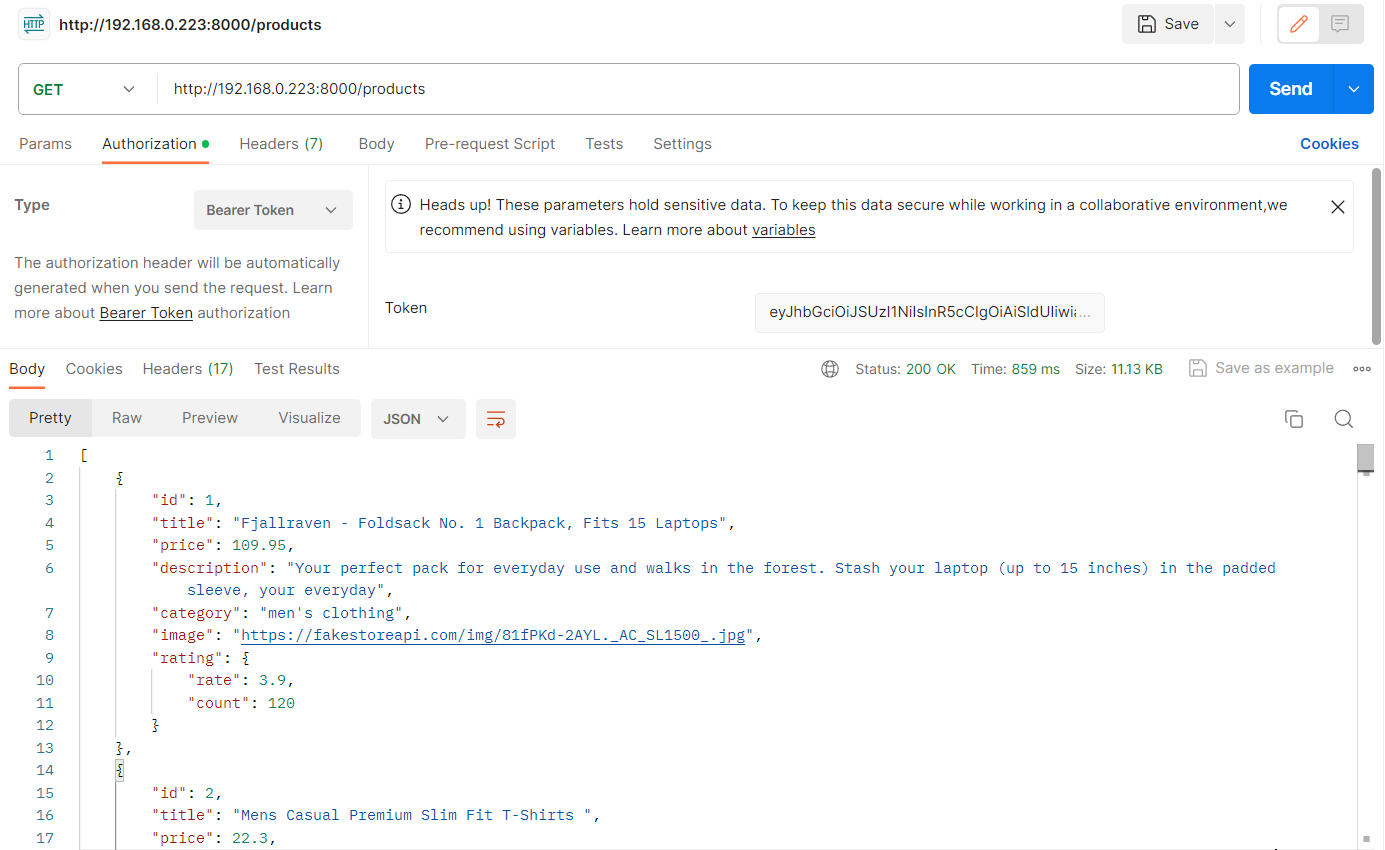 HTTP http://192.168.0.223:8000/products Save
GET http://192.168.0.223:8000/products Send
Params Authorization Headers (7) Body Pre-request Script Tests Settings Cookies
Type Bearer Token
The authorization header will be automatically
generated when you send the request. Learn
more about Bearer Token authorization
Heads up! These parameters hold sensitive data. To keep this data secure while working in a collaborative environment,we
recommend using variables. Learn more about variables
Token
Body Cookies Headers (17) Test Results Status: 200 OK Time: 859 ms Size: 11.13 KB Save as example
Pretty Raw Preview Visualize JSON
1 [
2 {
3 "id": 1,
4 "title": "Fjallraven - Foldsack No. 1 Backpack, Fits 15 Laptops",
5 "price": 109.95,
6 "description": "Your perfect pack for everyday use and walks in the forest. Stash your laptop (up to 15 inches) in the padded
sleeve, your everyday",
7 "category": "men's clothing",
8 "image": "https://fakestoreapi.com/img/81fPKd-2AYL._AC_SL1500_.jpg",
9 "rating": {
10 "rate": 3.9,
11 "count": 120
12 }
13 },
14 {
15 "id": 2,
16 "title": "Mens Casual Premium Slim Fit T-Shirts ",
17 "price": 22.3,